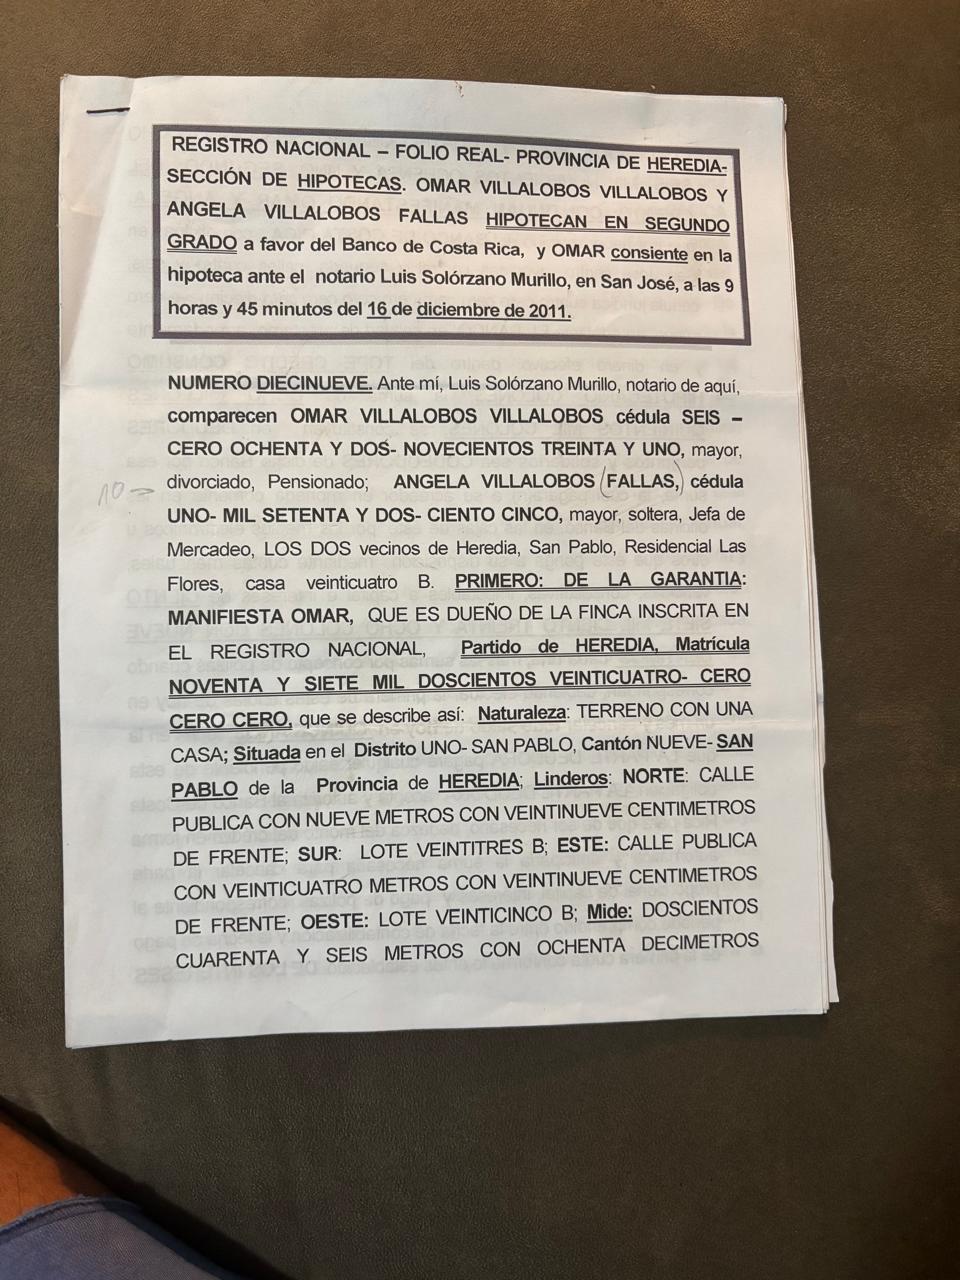 REGISTRO NACIONAL – FOLIO REAL- PROVINCIA DE HEREDIA-
SECCIÓN DE HIPOTECAS. OMAR VILLALOBOS VILLALOBOS Y
ANGELA VILLALOBOS FALLAS HIPOTECAN EN SEGUNDO
GRADO a favor del Banco de Costa Rica, y OMAR consiente en la
hipoteca ante el notario Luis Solórzano Murillo, en San José, a las 9
horas y 45 minutos del 16 de diciembre de 2011.
NUMERO DIECINUEVE. Ante mí, Luis Solórzano Murillo, notario de aquí,
comparecen OMAR VILLALOBOS VILLALOBOS cédula SEIS –
CERO OCHENTA Y DOS- NOVECIENTOS TREINTA Y UNO, mayor,
divorciado, Pensionado; ANGELA VILLALOBOS (FALLAS,) cédula
10
UNO- MIL SETENTA Y DOS- CIENTO CINCO, mayor, soltera, Jefa de
Mercadeo, LOS DOS vecinos de Heredia, San Pablo, Residencial Las
Flores, casa veinticuatro B. PRIMERO: DE LA GARANTIA:
MANIFIESTA OMAR, QUE ES DUEÑO DE LA FINCA INSCRITA EN
EL REGISTRO NACIONAL, Partido de HEREDIA, Matrícula
NOVENTA Y SIETE MIL DOSCIENTOS VEINTICUATRO- CERO
CERO CERO, que se describe así: Naturaleza: TERRENO CON UNA
CASA; Situada en el Distrito UNO- SAN PABLO, Cantón NUEVE- SAN
PABLO de la Provincia de HEREDIA; Linderos: NORTE: CALLE
PUBLICA CON NUEVE METROS CON VEINTINUEVE CENTIMETROS
DE FRENTE; SUR: LOTE VEINTITRES B; ESTE: CALLE PUBLICA
CON VEINTICUATRO METROS CON VEINTINUEVE CENTIMETROS
DE FRENTE; OESTE: LOTE VEINTICINCO B; Mide: DOSCIENTOS
CUARENTA Y SEIS METROS CON OCHENTA DECIMETROS